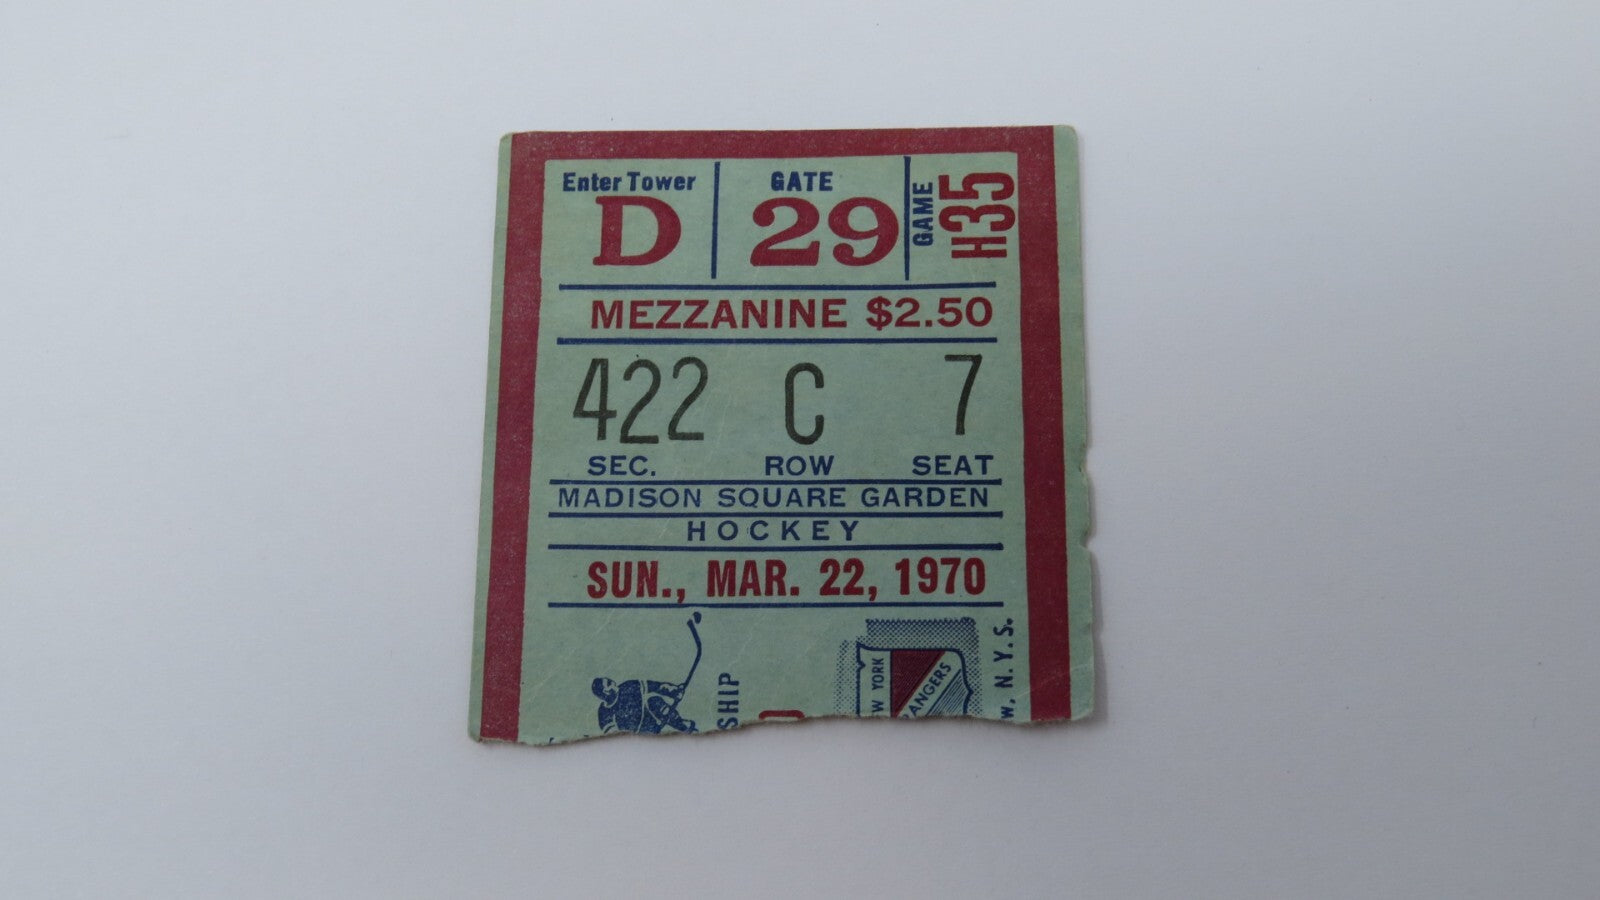 Enter Tower
D
GATE
29
GAME
H35
MEZZANINE $2.50
422 C 7
SEC. ROW SEAT
MADISON SQUARE GARDEN
HOCKEY
SUN., MAR. 22, 1970
SHIP
W YORK
RANGERS
W, N.Y.S.